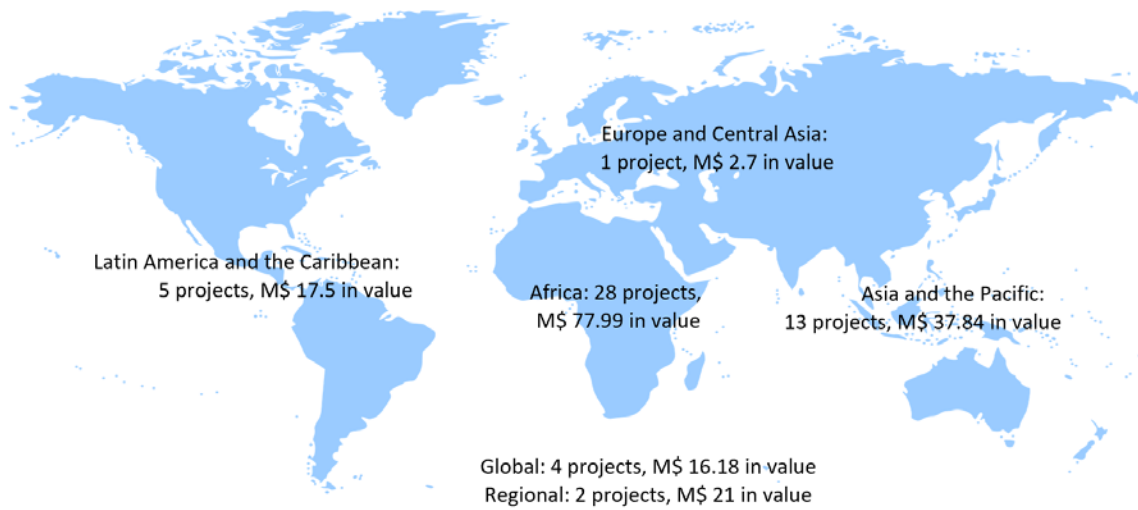 Europe and Central Asia:
1 project, M$ 2.7 in value
Latin America and the Caribbean:
5 projects, M$ 17.5 in value
Africa: 28 projects,
M$ 77.99 in value
Asia and the Pacific:
13 projects, M$ 37.84 in value
Global: 4 projects, M$ 16.18 in value
Regional: 2 projects, M$ 21 in value